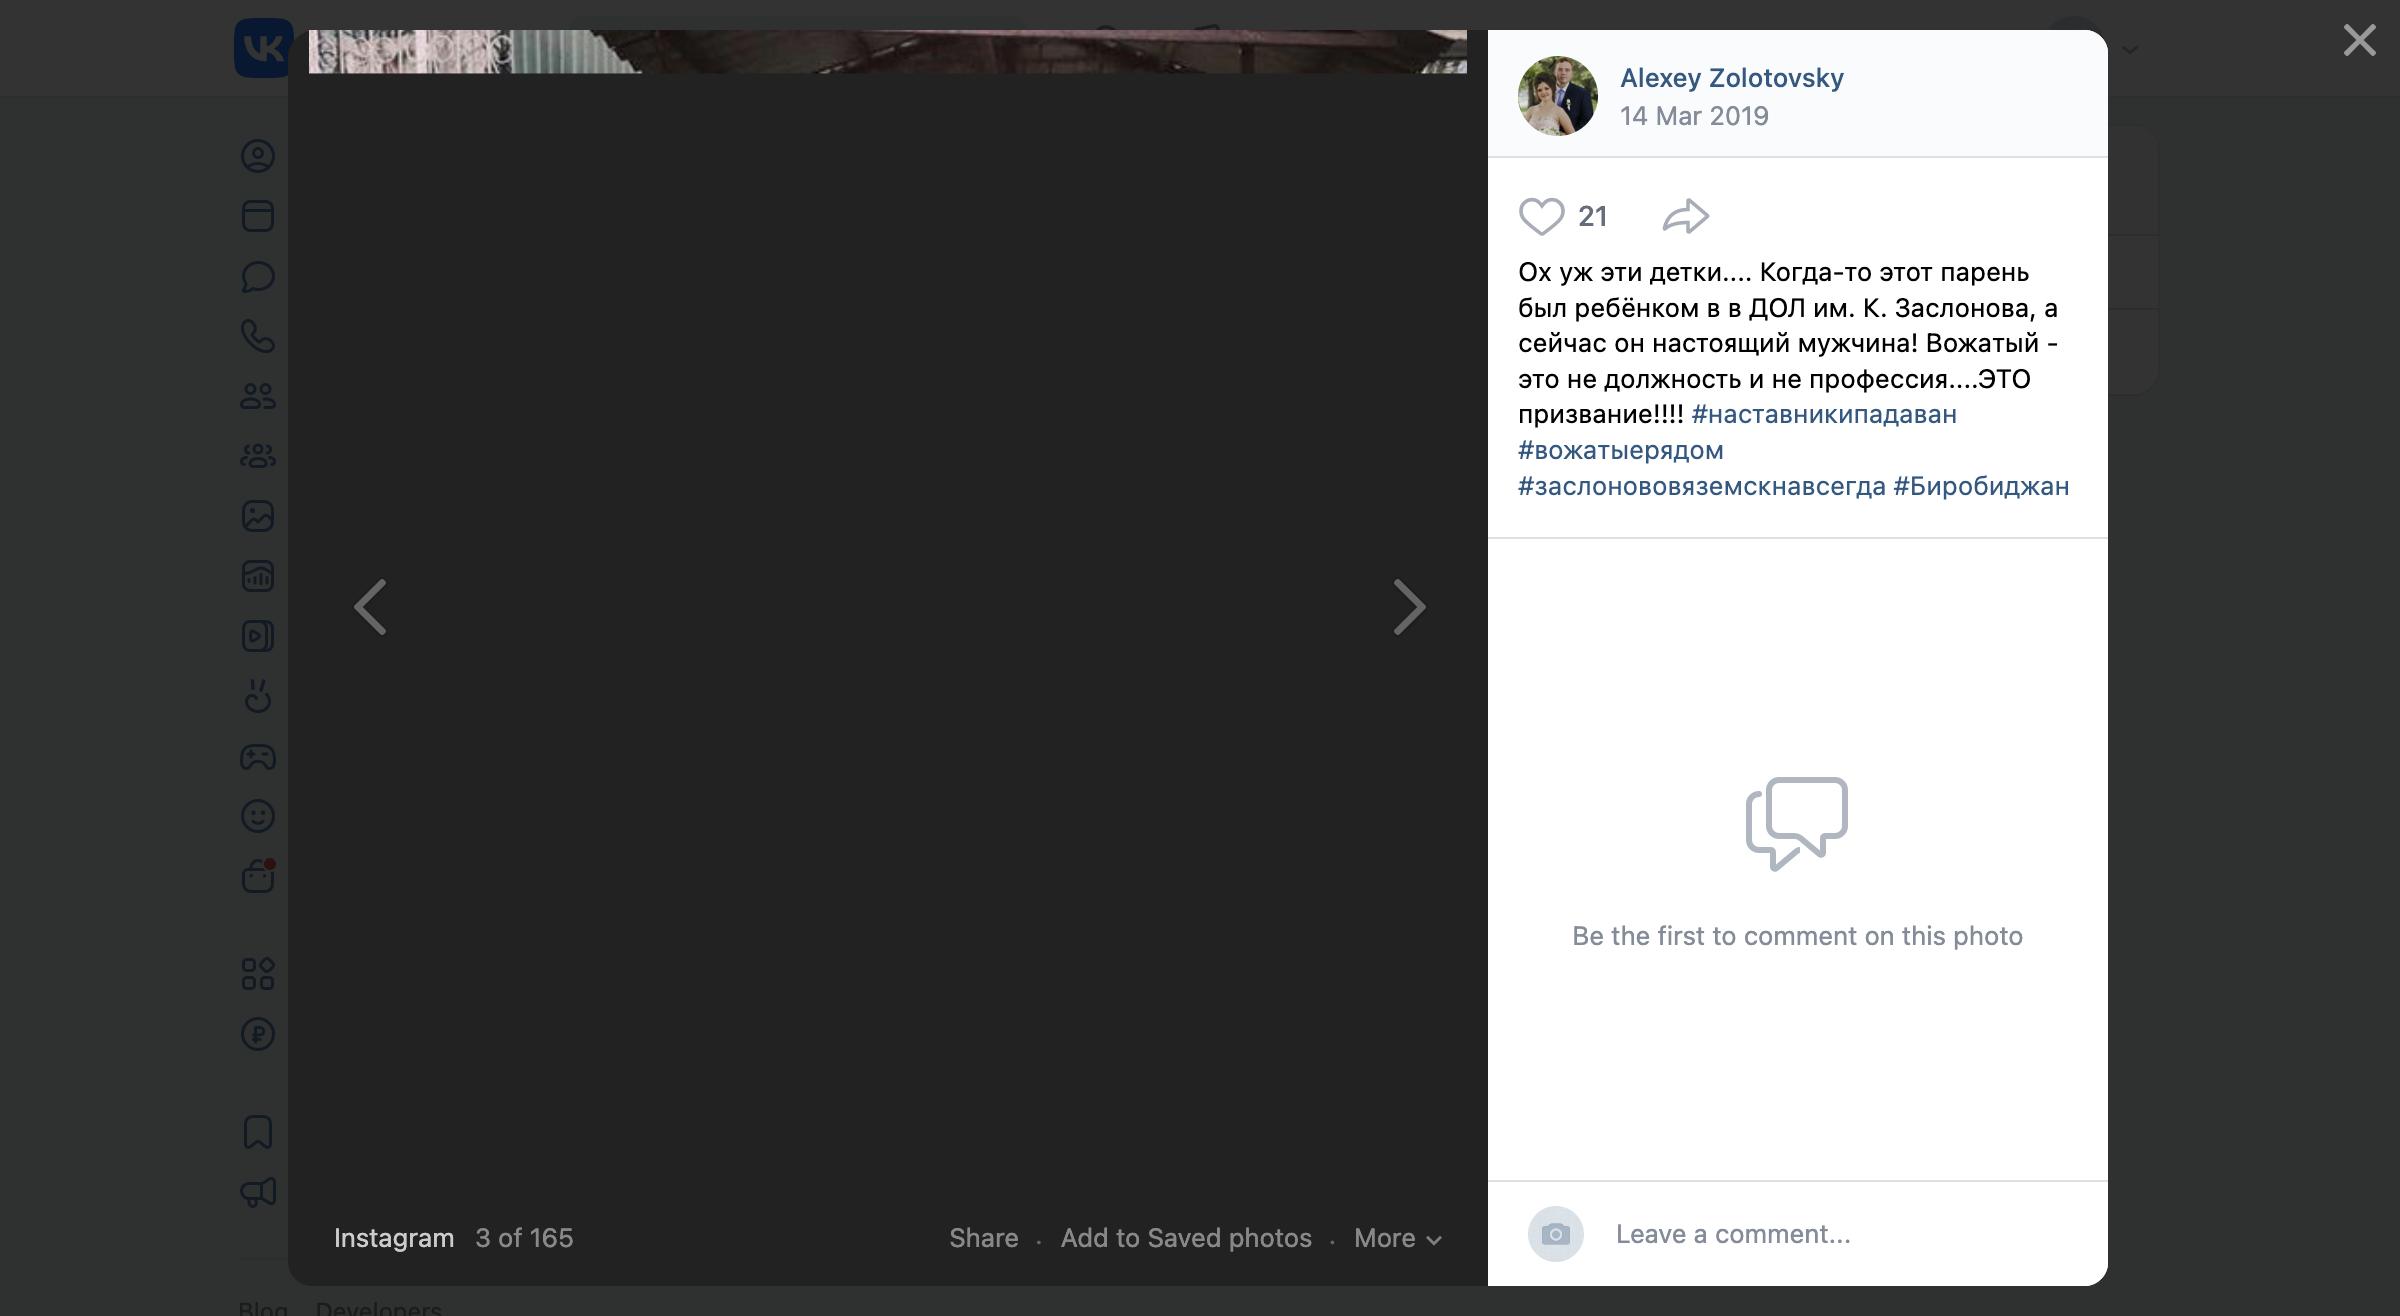 VK
Alexey Zolotovsky
14 Mar 2019
21
Ох уж эти детки.... Когда-то этот парень
был ребёнком в в ДОЛ им. К. Заслонова, а
сейчас он настоящий мужчина! Вожатый -
это не должность и не профессия....ЭТО
призвание!!!! #наставникипадаван
#вожатыерядом
#заслонововяземскнавсегда #Биробиджан
Be the first to comment on this photo
Leave a comment...
Instagram 3 of 165
Share . Add to Saved photos . More
Blog Developers